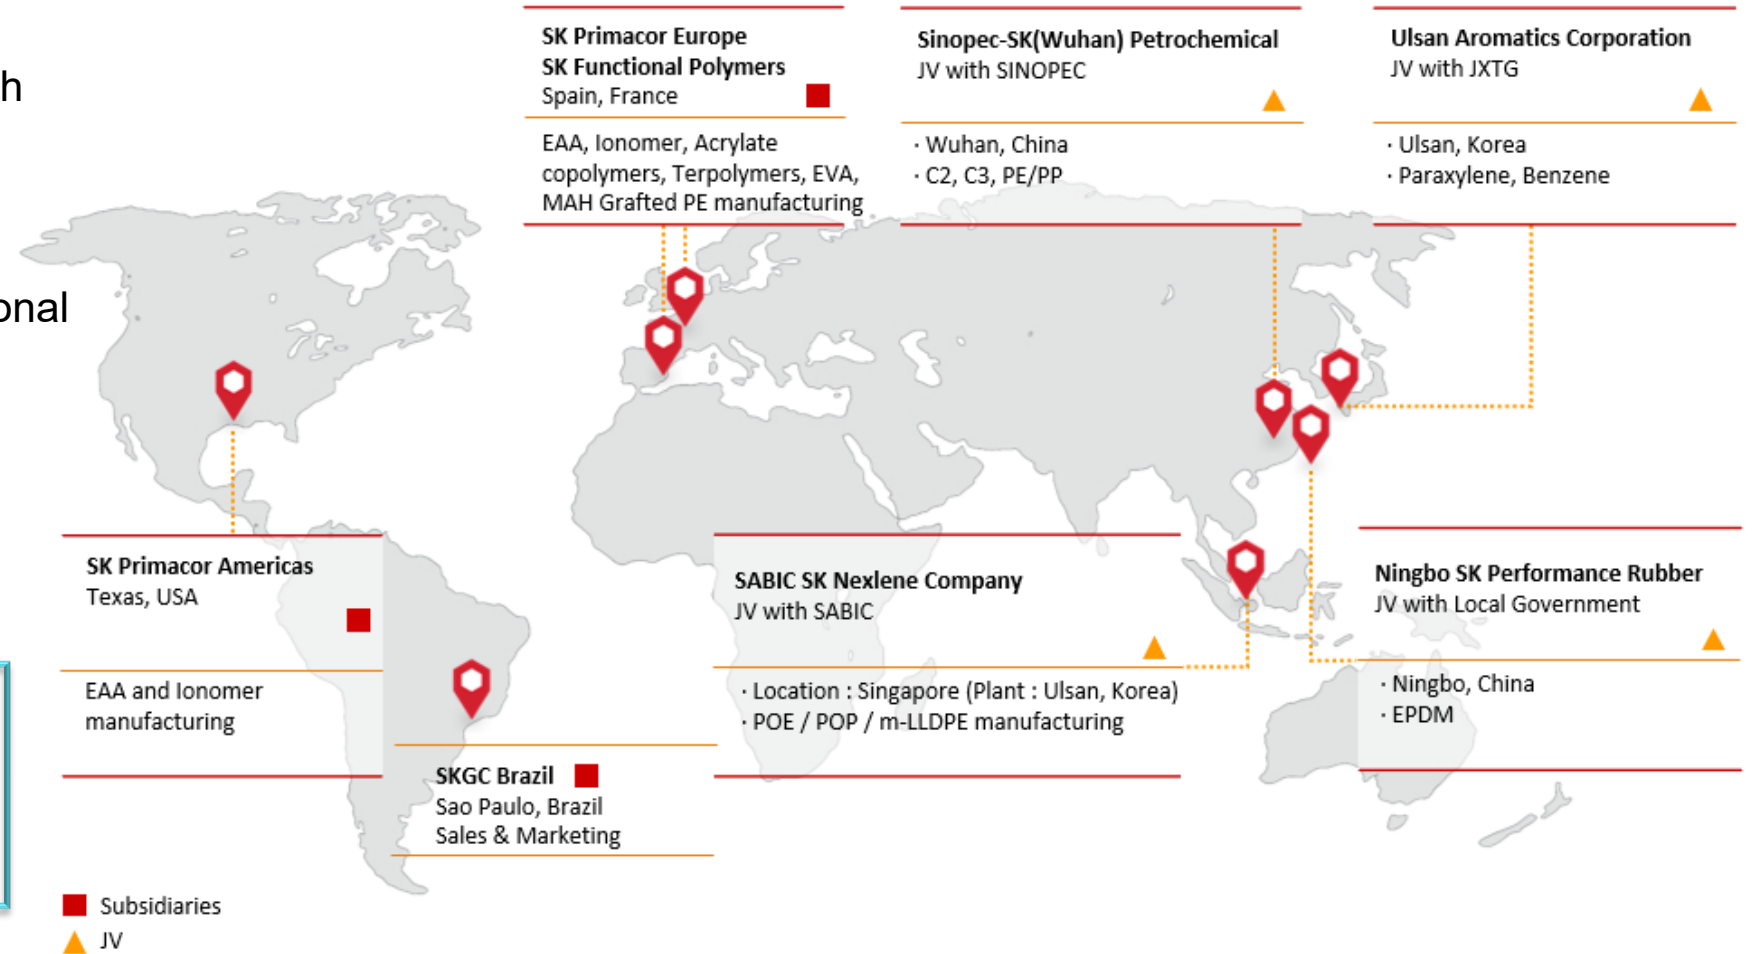 h
onal
SK Primacor Europe
SK Functional Polymers
Spain, France
EAA, Ionomer, Acrylate
copolymers, Terpolymers, EVA,
MAH Grafted PE manufacturing
Sinopec-SK(Wuhan) Petrochemical
JV with SINOPEC
· Wuhan, China
· C2, C3, PE/PP
Ulsan Aromatics Corporation
JV with JXTG
· Ulsan, Korea
· Paraxylene, Benzene
SK Primacor Americas
Texas, USA
EAA and Ionomer
manufacturing
SKGC Brazil
Sao Paulo, Brazil
Sales & Marketing
SABIC SK Nexlene Company
JV with SABIC
· Location : Singapore (Plant : Ulsan, Korea)
· POE / POP / m-LLDPE manufacturing
Ningbo SK Performance Rubber
JV with Local Government
· Ningbo, China
· EPDM
Subsidiaries
JV